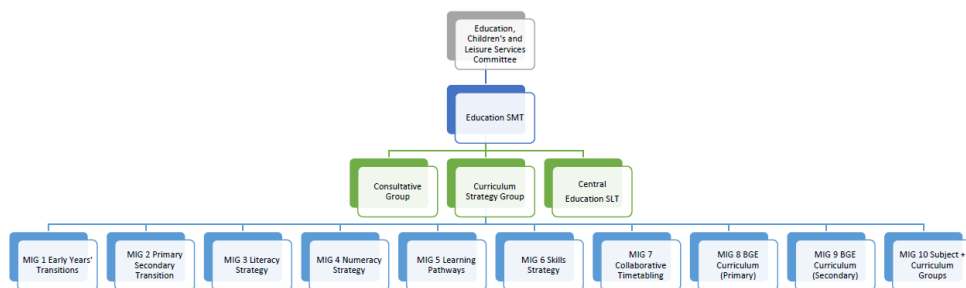 Education,
Children's and
Leisure Services
Committee
Education SMT
Consultative
Group
Curriculum
Strategy Group
Central
Education SLT
MIG 1 Early Years'
Transitions
MIG 2 Primary
Secondary
Transition
MIG 3 Literacy
Strategy
MIG 4 Numeracy
Strategy
MIG 5 Learning
Pathways
MIG 6 Skills
Strategy
MIG 7
Collaborative
Timetabling
MIG 8 BGE
Curriculum
(Primary)
MIG 9 BGE
Curriculum
(Secondary)
MIG 10 Subject +
Curriculum
Groups